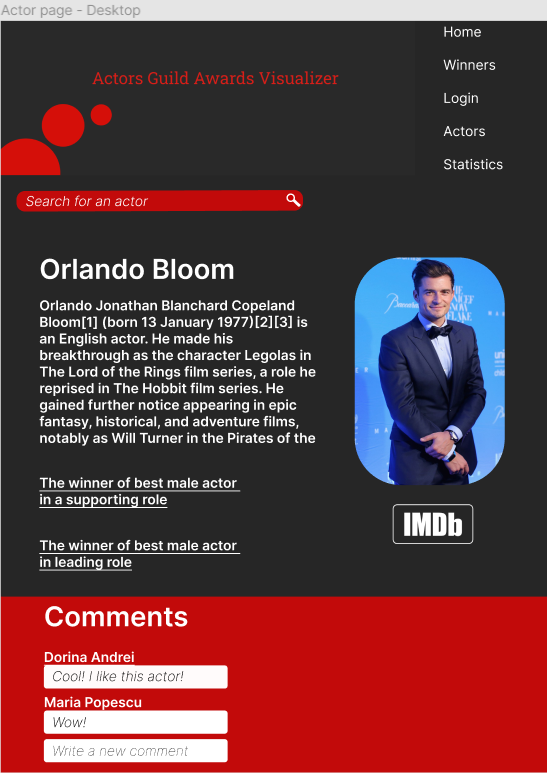 Actor page - Desktop
Home
Actors Guild Awards Visualizer
Winners
Login
Actors
Statistics
Search for an actor
Orlando Bloom
Orlando Jonathan Blanchard Copeland
Bloom[1] (born 13 January 1977)[2][3] is
an English actor. He made his
breakthrough as the character Legolas in
The Lord of the Rings film series, a role he
reprised in The Hobbit film series. He
gained further notice appearing in epic
fantasy, historical, and adventure films,
notably as Will Turner in the Pirates of the
The winner of best male actor
in a supporting role
The winner of best male actor
in leading role
IMDb
Comments
Dorina Andrei
Cool! I like this actor!
Maria Popescu
Wow!
Write a new comment